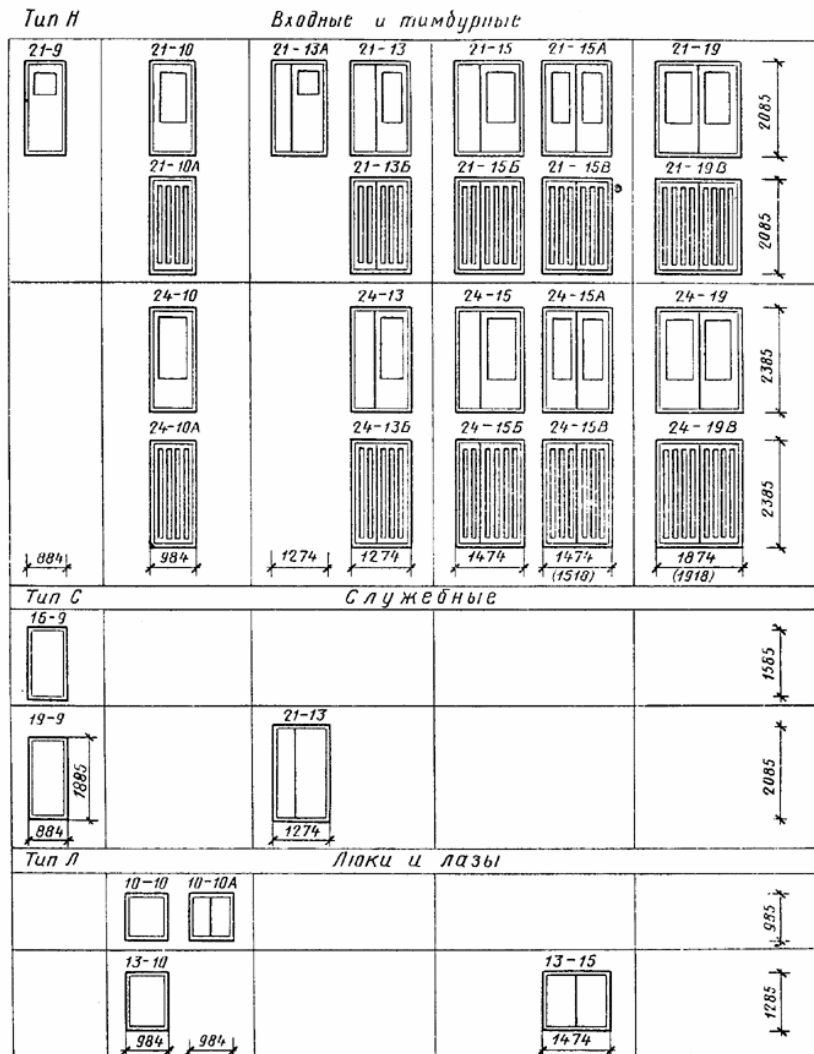 Тип Н Входные и тамбурные
21-9 21-10 21-13А 21-13 21-15 21-15А 21-19
2085
21-10А 21-13Б 21-15Б 21-15В 21-19В
2085
24-10 24-13 24-15 24-15А 24-19
2385
24-10А 24-13Б 24-15Б 24-15В 24-19В
2385
884 984 1274 1274 1474 1474 1874
(1518) (1918)
Тип С Служебные
16-9
1585
19-9 21-13
1885 2085
884 1274
Тип Л Люки и лазы
10-10 10-10А
985
13-10 13-15
1285
984 984 1474